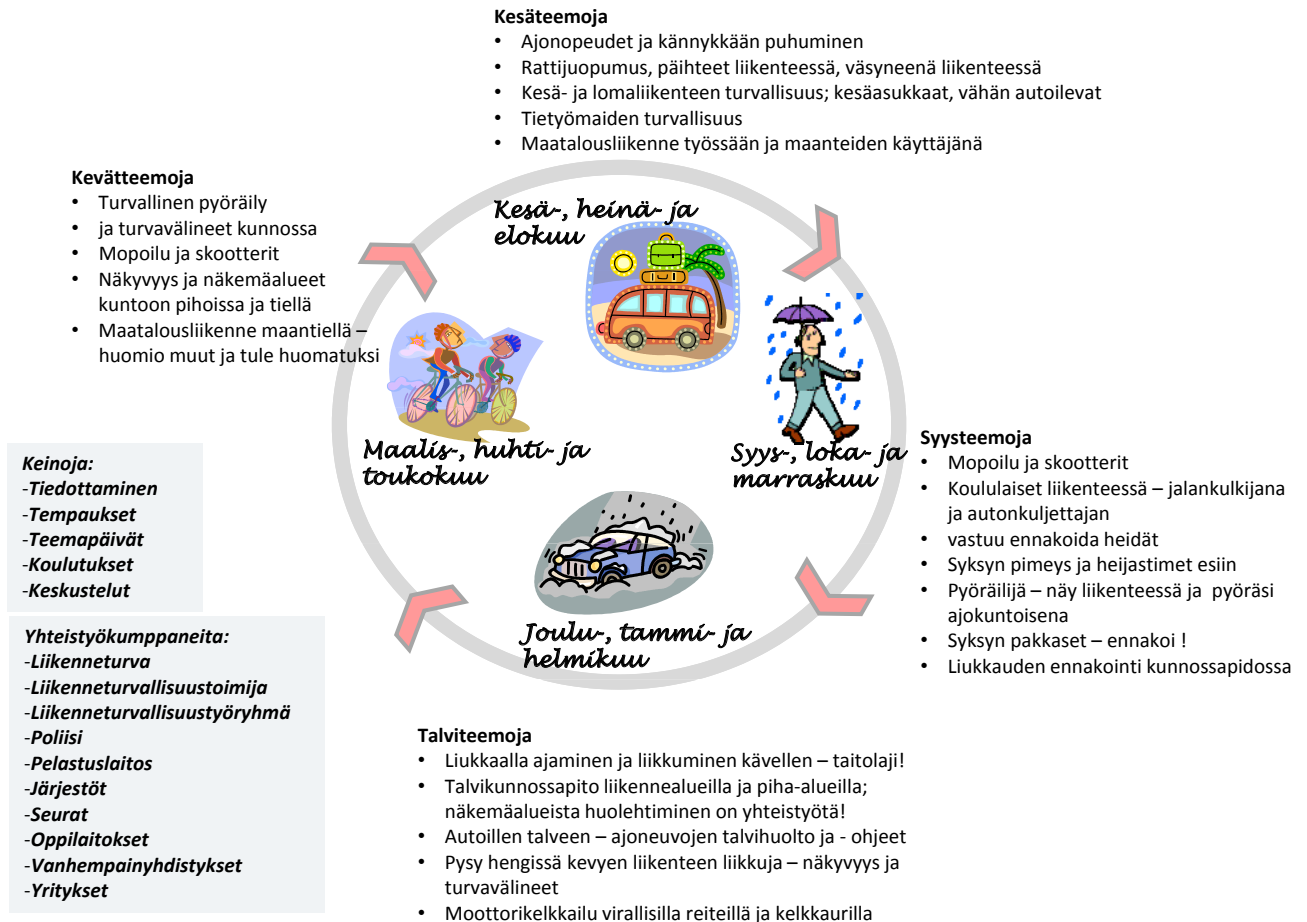 Kesäteemoja
• Ajonopeudet ja kännykkään puhuminen
• Rattijuopumus, päihteet liikenteessä, väsyneenä liikenteessä
• Kesä- ja lomaliikenteen turvallisuus; kesäasukkaat, vähän autoilevat
• Tietyömaiden turvallisuus
• Maatalousliikenne työssään ja maanteiden käyttäjänä
Kevätteemoja
• Turvallinen pyöräily
• ja turvavälineet kunnossa
• Mopoilu ja skootterit
• Näkyvyys ja näkemäalueet
kuntoon pihoissa ja tiellä
• Maatalousliikenne maantiellä –
huomio muut ja tule huomatuksi
Kesä-, heinä- ja
elokuu
Maalis-, huhti- ja
toukokuu
Syys-, loka- ja
marraskuu
Joulu-, tammi- ja
helmikuu
Syysteemoja
• Mopoilu ja skootterit
• Koululaiset liikenteessä – jalankulkijana
ja autonkuljettajan
• vastuu ennakoida heidät
• Syksyn pimeys ja heijastimet esiin
• Pyöräilijä – näy liikenteessä ja pyöräsi
ajokuntoisena
• Syksyn pakkaset – ennakoi !
• Liukkauden ennakointi kunnossapidossa
Keinoja:
-Tiedottaminen
-Tempaukset
-Teemapäivät
-Koulutukset
-Keskustelut
Yhteistyökumppaneita:
-Liikenneturva
-Liikenneturvallisuustoimija
-Liikenneturvallisuustyöryhmä
-Poliisi
-Pelastuslaitos
-Järjestöt
-Seurat
-Oppilaitokset
-Vanhempainyhdistykset
-Yritykset
Talviteemoja
• Liukkaalla ajaminen ja liikkuminen kävellen – taitolaji!
• Talvikunnossapito liikennealueilla ja piha-alueilla;
näkemäalueista huolehtiminen on yhteistyötä!
• Autoillen talveen – ajoneuvojen talvihuolto ja - ohjeet
• Pysy hengissä kevyen liikenteen liikkuja – näkyvyys ja
turvavälineet
• Moottorikelkkailu virallisilla reiteillä ja kelkkaurilla